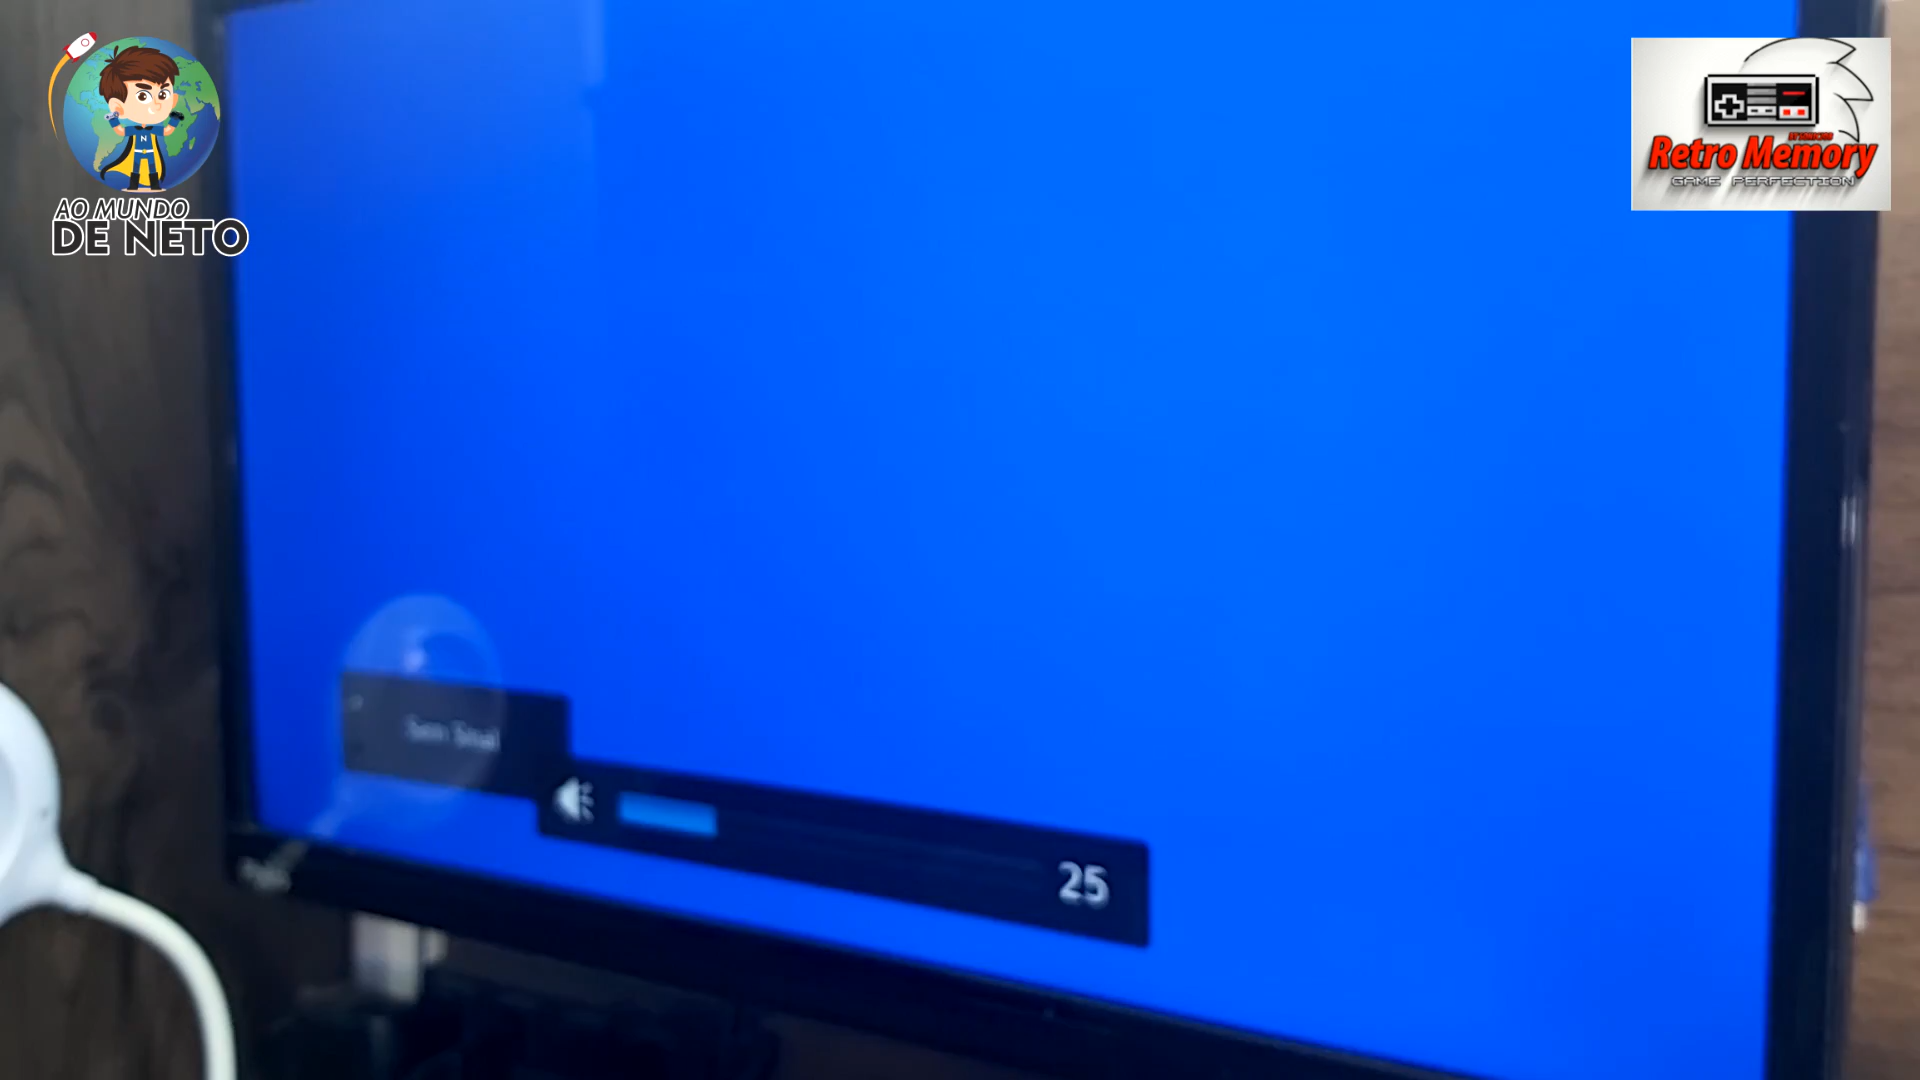 AO MUNDO
DE NETO
N
Retro Memory
GAME PERFECTION
Sem Sinal
25